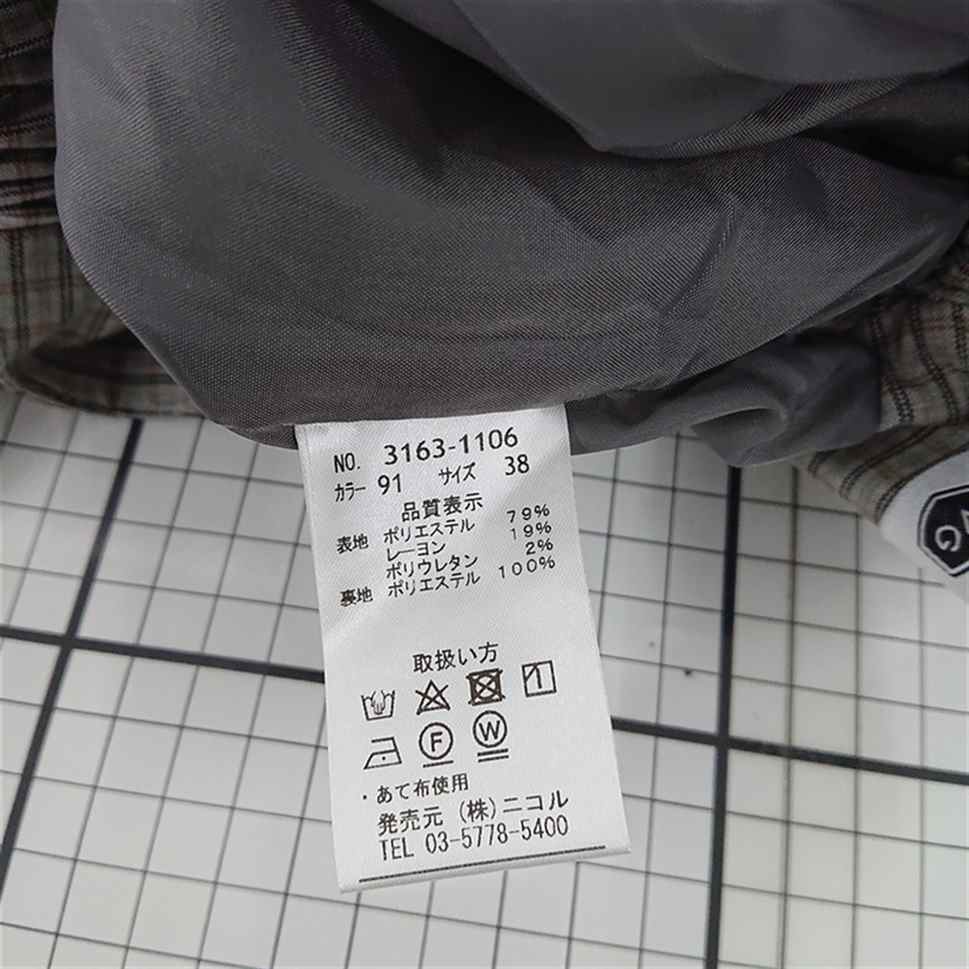 NO. 3163-1106
カラー 91 サイズ 38
品質表示
表地 ポリエステル 79%
レーヨン 19%
ポリウレタン 2%
裏地 ポリエステル 100%
取扱い方
F W
・あて布使用
発売元 (株)ニコル
TEL 03-5778-5400